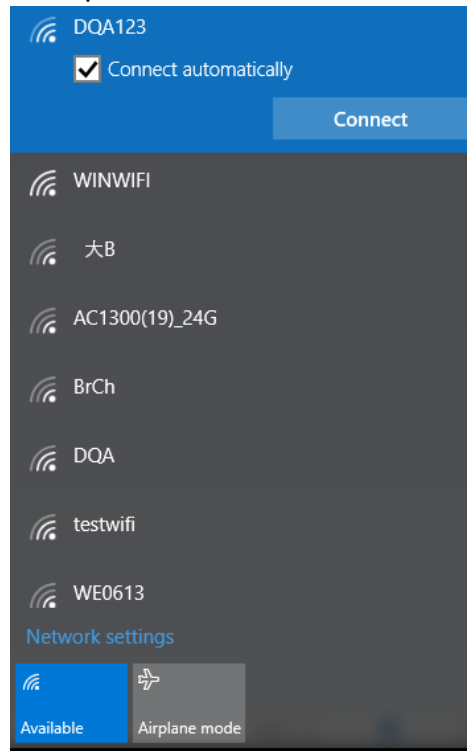 DQA123
Connect automatically
Connect
WINWIFI
大B
AC1300(19)_24G
BrCh
DQA
testwifi
WE0613
Network settings
Available
Airplane mode